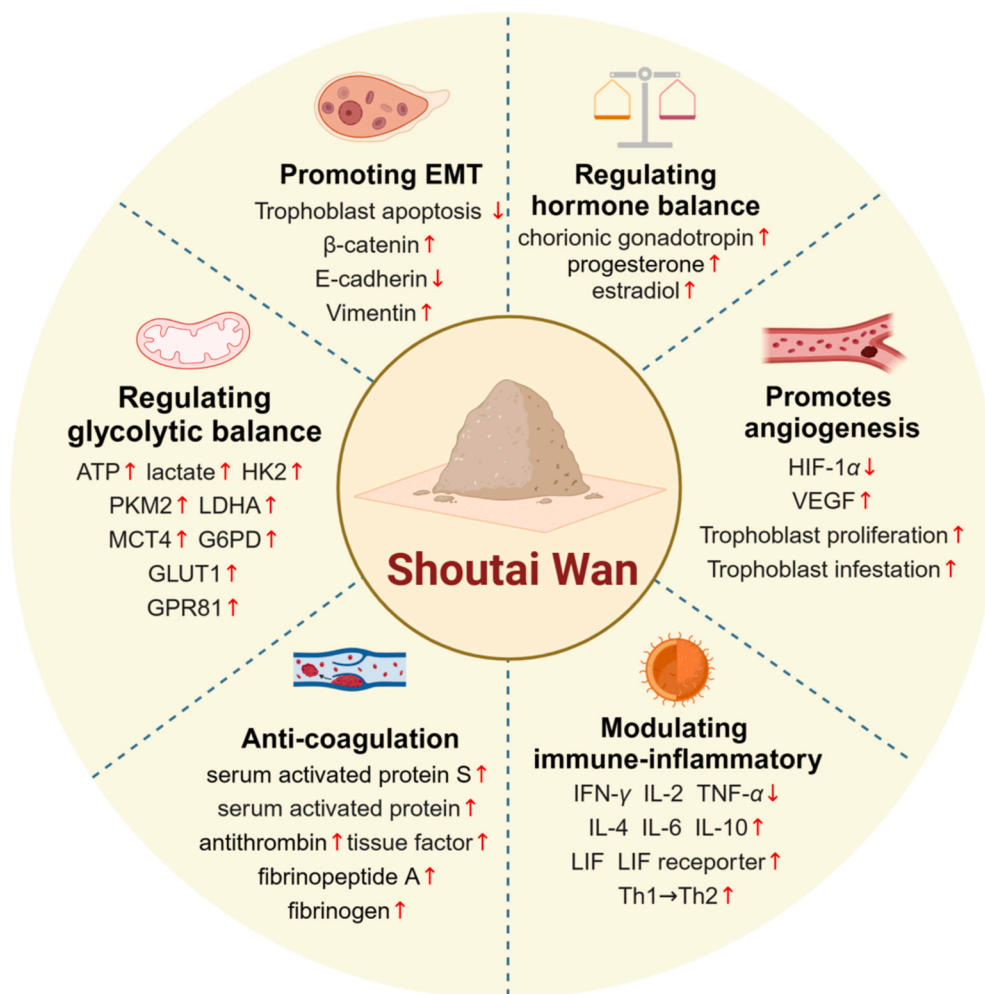 Promoting EMT
Trophoblast apoptosis ↓
β-catenin↑
E-cadherin↓
Vimentin↑
Regulating
hormone balance
chorionic gonadotropin↑
progesterone↑
estradiol↑
Regulating
glycolytic balance
ATP↑ lactate↑ HK2↑
PKM2↑ LDHA↑
MCT4↑ G6PD↑
GLUT1↑
GPR81↑
Promotes
angiogenesis
HIF-1α↓
VEGF↑
Trophoblast proliferation↑
Trophoblast infestation↑
Shoutai Wan
Anti-coagulation
serum activated protein S↑
serum activated protein↑
antithrombin↑tissue factor↑
fibrinopeptide A↑
fibrinogen↑
Modulating
immune-inflammatory
IFN-γ IL-2 TNF-α↓
IL-4 IL-6 IL-10↑
LIF LIF receporter↑
Th1→Th2↑